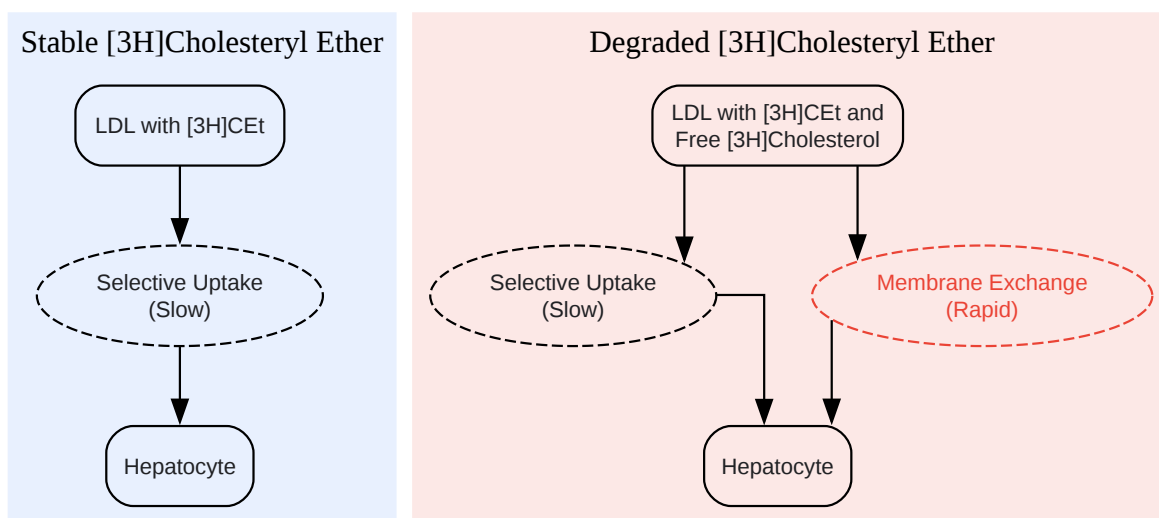 Stable [3H]Cholesteryl Ether
LDL with [3H]CEt
Selective Uptake
(Slow)
Hepatocyte
Degraded [3H]Cholesteryl Ether
LDL with [3H]CEt and
Free [3H]Cholesterol
Selective Uptake
(Slow)
Membrane Exchange
(Rapid)
Hepatocyte